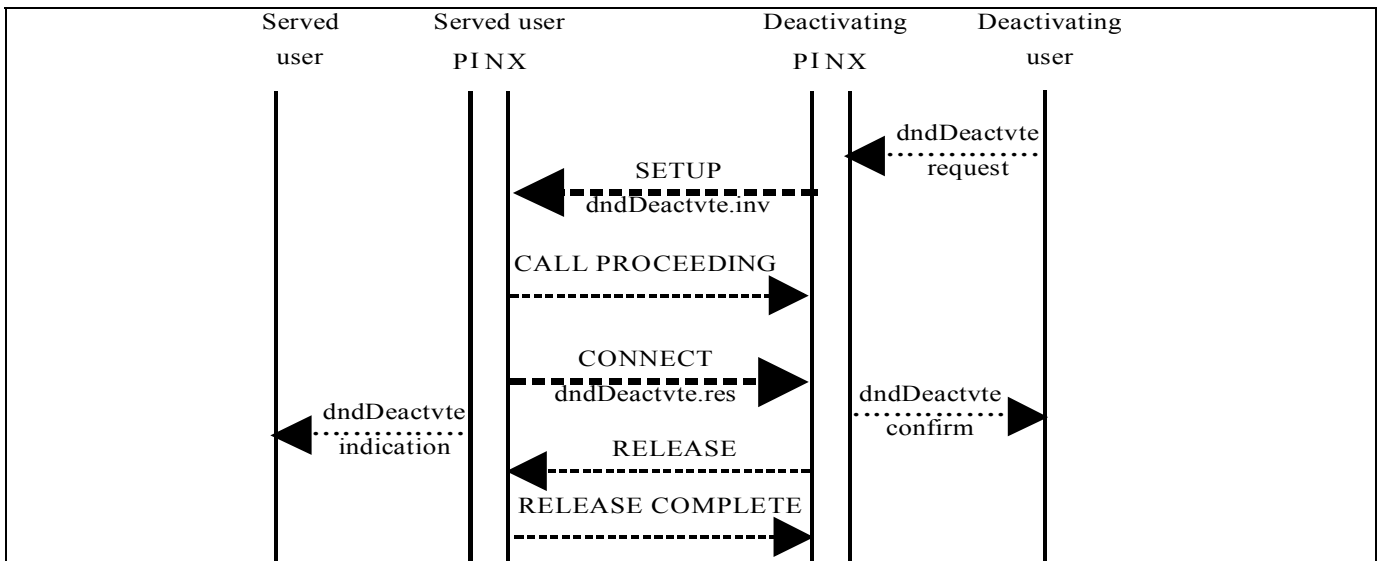 Served Served user Deactivating Deactivating
user PINX PINX user
dndDeactvte
request
SETUP
dndDeactvte.inv
CALL PROCEEDING
CONNECT
dndDeactvte.res
dndDeactvte
confirm
dndDeactvte
indication
RELEASE
RELEASE COMPLETE